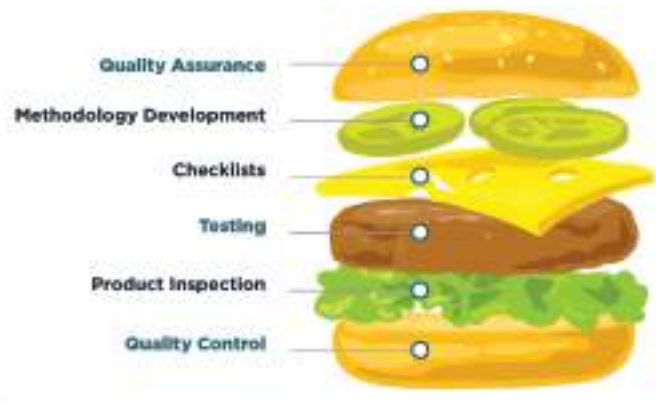 Quality Assurance
Methodology Development
Checklists
Testing
Product Inspection
Quality Control